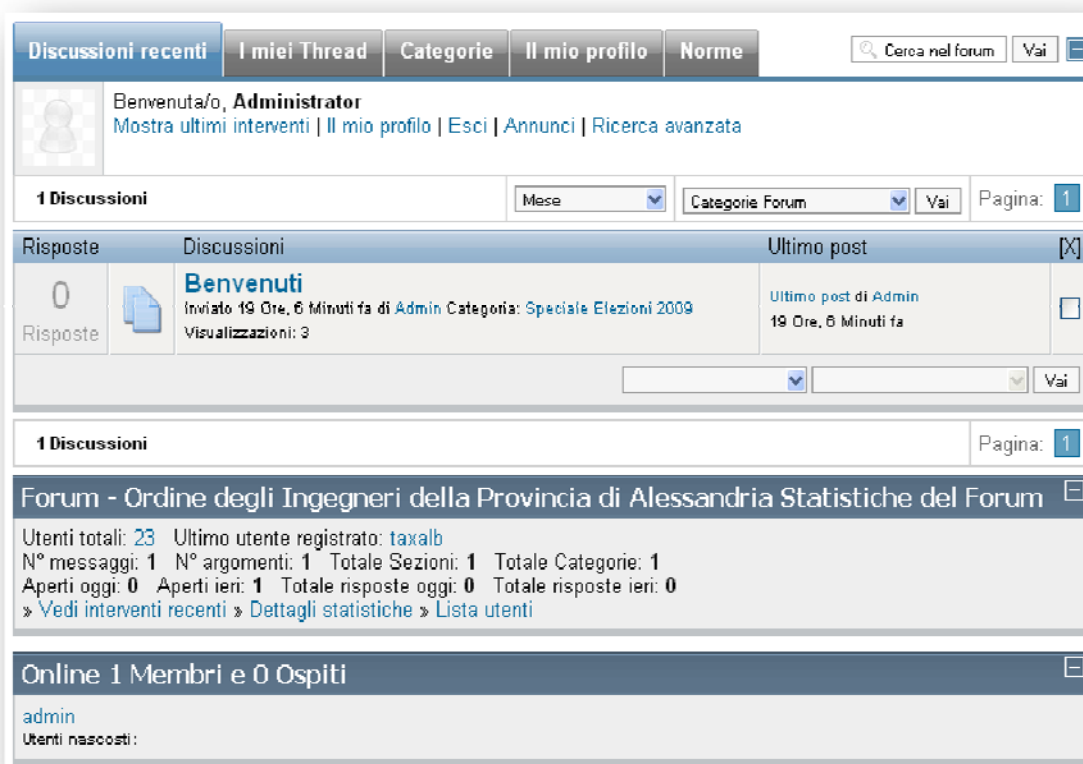 Discussioni recenti I miei Thread Categorie Il mio profilo Norme Cerca nel forum Vai
Benvenuta/o, Administrator
Mostra ultimi interventi | Il mio profilo | Esci | Annunci | Ricerca avanzata
1 Discussioni Mese Categorie Forum Vai Pagina: 1
Risposte Discussioni Ultimo post [X]
0
Risposte
Benvenuti
Inviato 19 Ore, 6 Minuti fa di Admin Categoria: Speciale Elezioni 2009
Visualizzazioni: 3
Ultimo post di Admin
19 Ore, 6 Minuti fa
Vai
1 Discussioni Pagina: 1
Forum - Ordine degli Ingegneri della Provincia di Alessandria Statistiche del Forum
Utenti totali: 23 Ultimo utente registrato: taxalb
N° messaggi: 1 N° argomenti: 1 Totale Sezioni: 1 Totale Categorie: 1
Aperti oggi: 0 Aperti ieri: 1 Totale risposte oggi: 0 Totale risposte ieri: 0
» Vedi interventi recenti » Dettagli statistiche » Lista utenti
Online 1 Membri e 0 Ospiti
admin
Utenti nascosti: